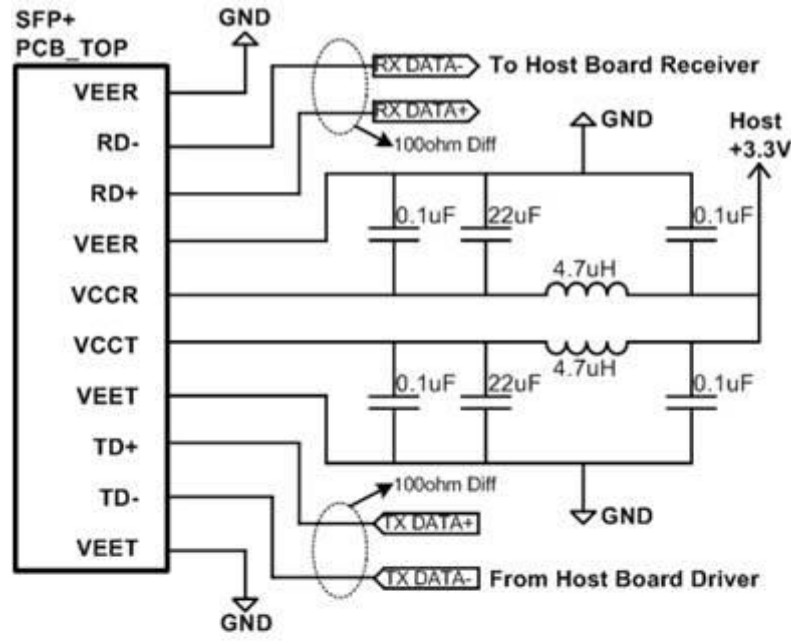 SFP+
PCB_TOP
GND
VEER
RD-
RD+
VEER
VCCR
VCCT
VEET
TD+
TD-
VEET
GND
RX DATA-
To Host Board Receiver
RX DATA+
100ohm Diff
GND
Host
+3.3V
0.1uF
22uF
0.1uF
4.7uH
4.7uH
0.1uF
22uF
0.1uF
100ohm Diff
GND
TX DATA+
TX DATA-
From Host Board Driver